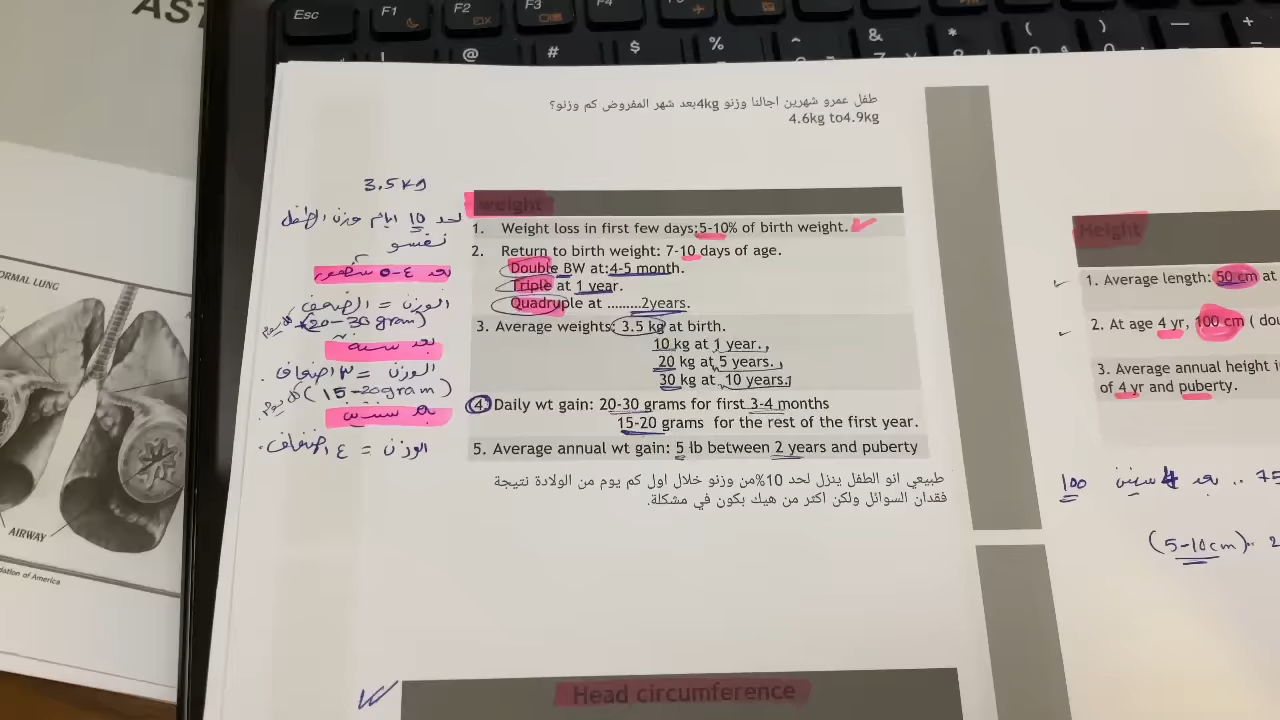 AST
Esc
F1
F2
F3
F4
@
#
$
%
&
*
(
)
+
طفل عمرو شهرين اجالنا وزنو 4kgبعد شهر المفروض كم وزنو؟
4.6kg to4.9kg
3.5kg
لحد 10 ايام وزن الطفل
نفسو
بعد ٤-٥ شهور
الوزن = الضعف
(20-30 gram)
بعد سنة
الوزن = ٣ اضعاف
(15-20gram)
الوزن = ٤ اضعاف
weight
1. Weight loss in first few days:5-10% of birth weight.
2. Return to birth weight: 7-10 days of age.
Double BW at:4-5 month.
Triple at 1 year.
Quadruple at .........2years.
3. Average weights: 3.5 kg at birth.
10 kg at 1 year.
20 kg at 5 years.
30 kg at 10 years.
4. Daily wt gain: 20-30 grams for first 3-4 months
15-20 grams for the rest of the first year.
5. Average annual wt gain: 5 lb between 2 years and puberty
طبيعي انو الطفل ينزل لحد 10%من وزنو خلال اول كم يوم من الولادة نتيجة
فقدان السوائل ولكن اكثر من هيك بكون في مشكلة.
Head circumference
Height
1. Average length: 50 cm at
2. At age 4 yr, 100 cm ( dou
3. Average annual height i
of 4 yr and puberty.
100 بعد 4 سنين .. 75
(5-10cm)..
ORMAL LUNG
AIRWAY
dation of America